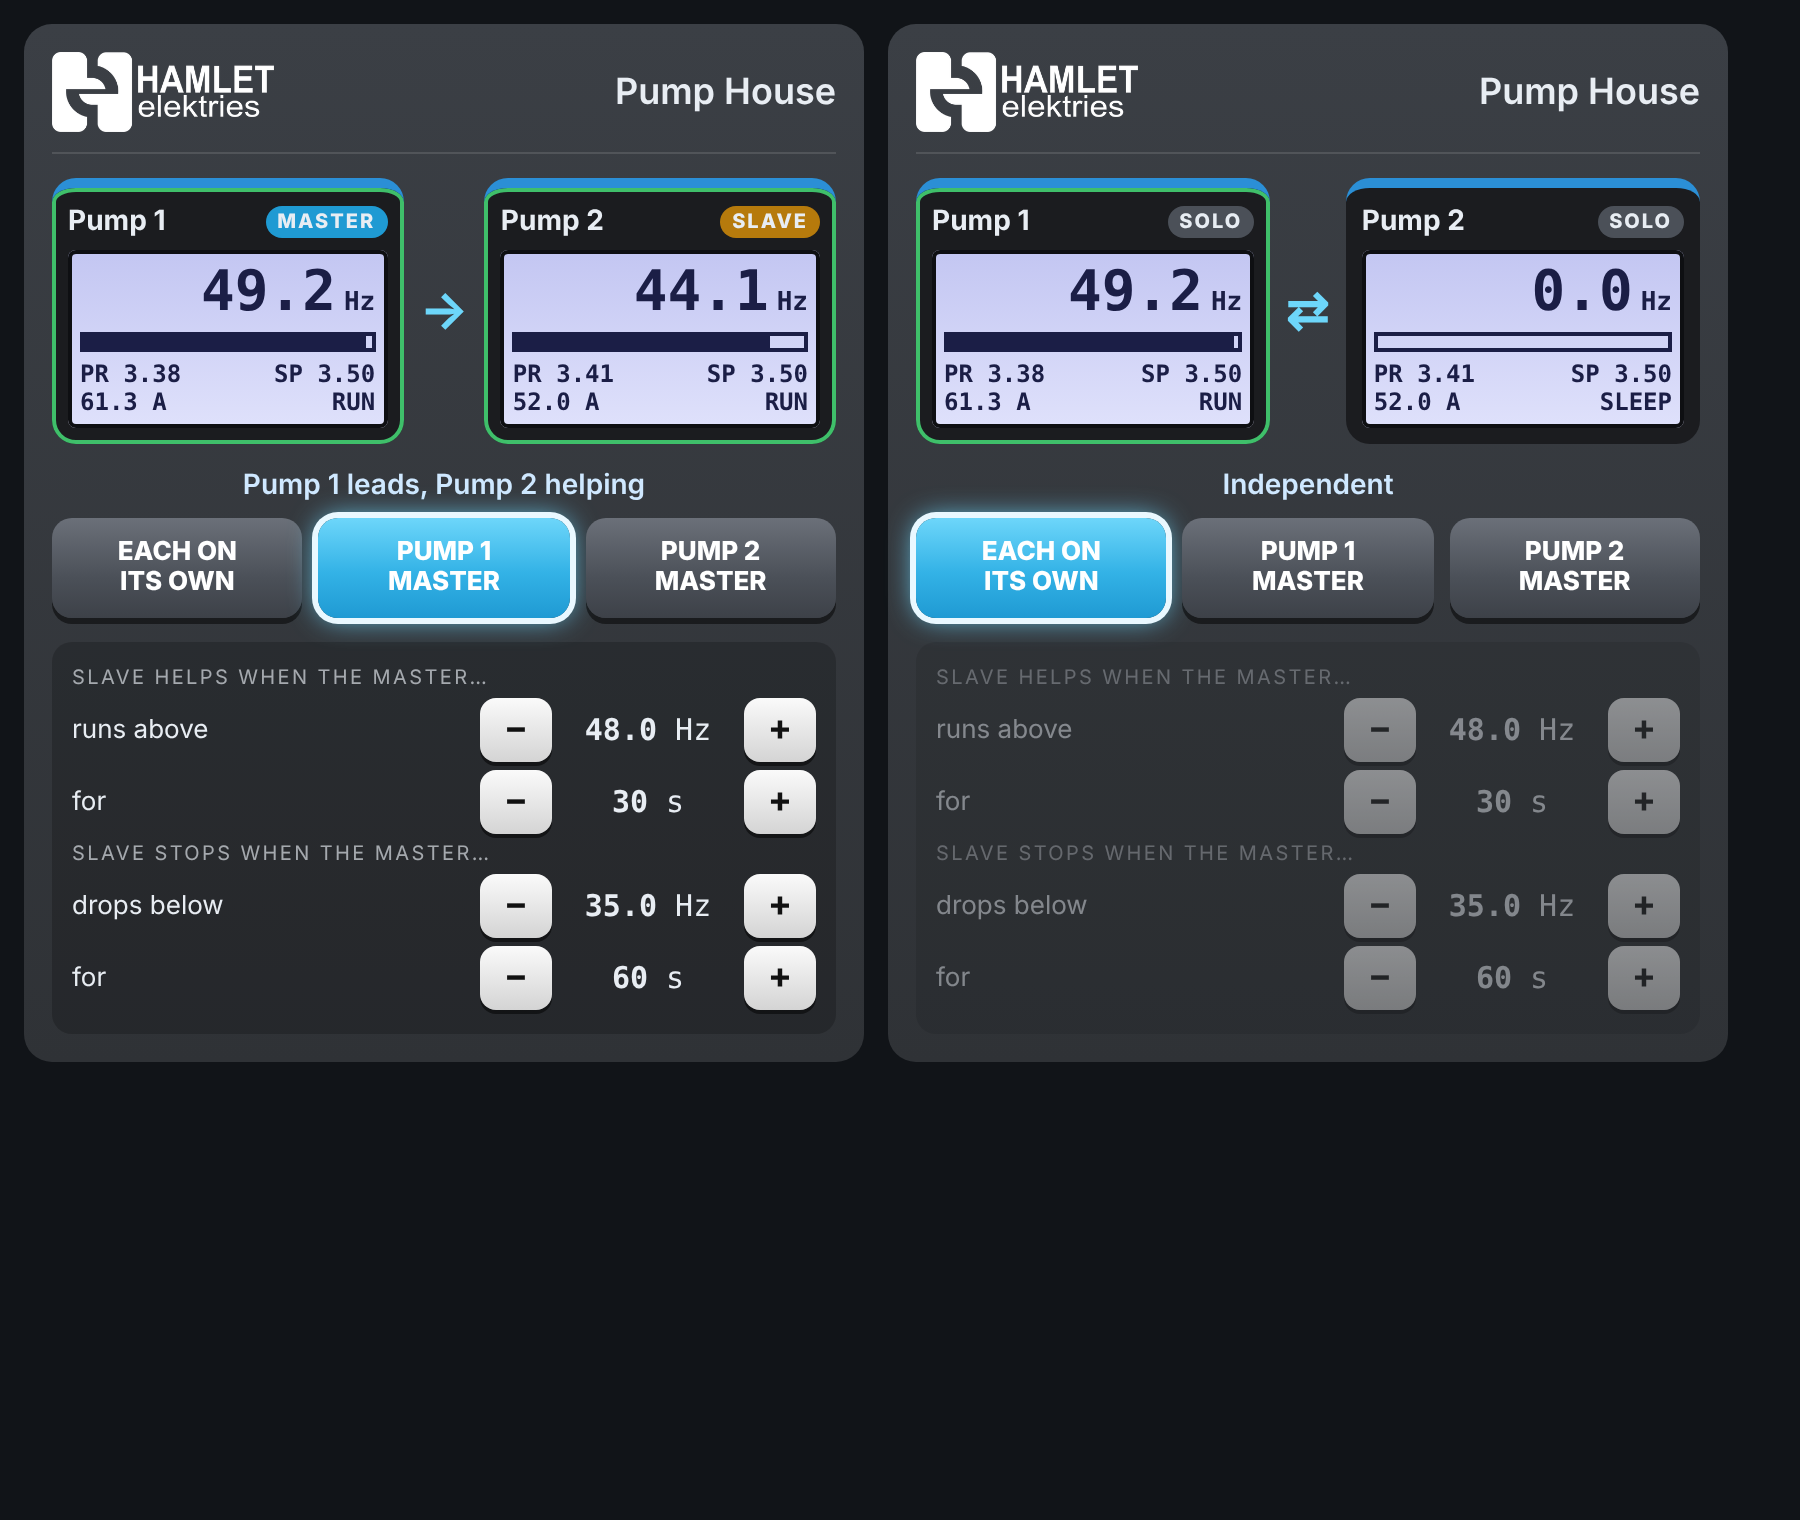 HAMLET
elektries
Pump House
Pump 1 MASTER
49.2 Hz
PR 3.38 SP 3.50
61.3 A RUN
→
Pump 2 SLAVE
44.1 Hz
PR 3.41 SP 3.50
52.0 A RUN
Pump 1 leads, Pump 2 helping
EACH ON
ITS OWN
PUMP 1
MASTER
PUMP 2
MASTER
SLAVE HELPS WHEN THE MASTER…
runs above − 48.0 Hz +
for − 30 s +
SLAVE STOPS WHEN THE MASTER…
drops below − 35.0 Hz +
for − 60 s +
HAMLET
elektries
Pump House
Pump 1 SOLO
49.2 Hz
PR 3.38 SP 3.50
61.3 A RUN
⇄
Pump 2 SOLO
0.0 Hz
PR 3.41 SP 3.50
52.0 A SLEEP
Independent
EACH ON
ITS OWN
PUMP 1
MASTER
PUMP 2
MASTER
SLAVE HELPS WHEN THE MASTER…
runs above − 48.0 Hz +
for − 30 s +
SLAVE STOPS WHEN THE MASTER…
drops below − 35.0 Hz +
for − 60 s +